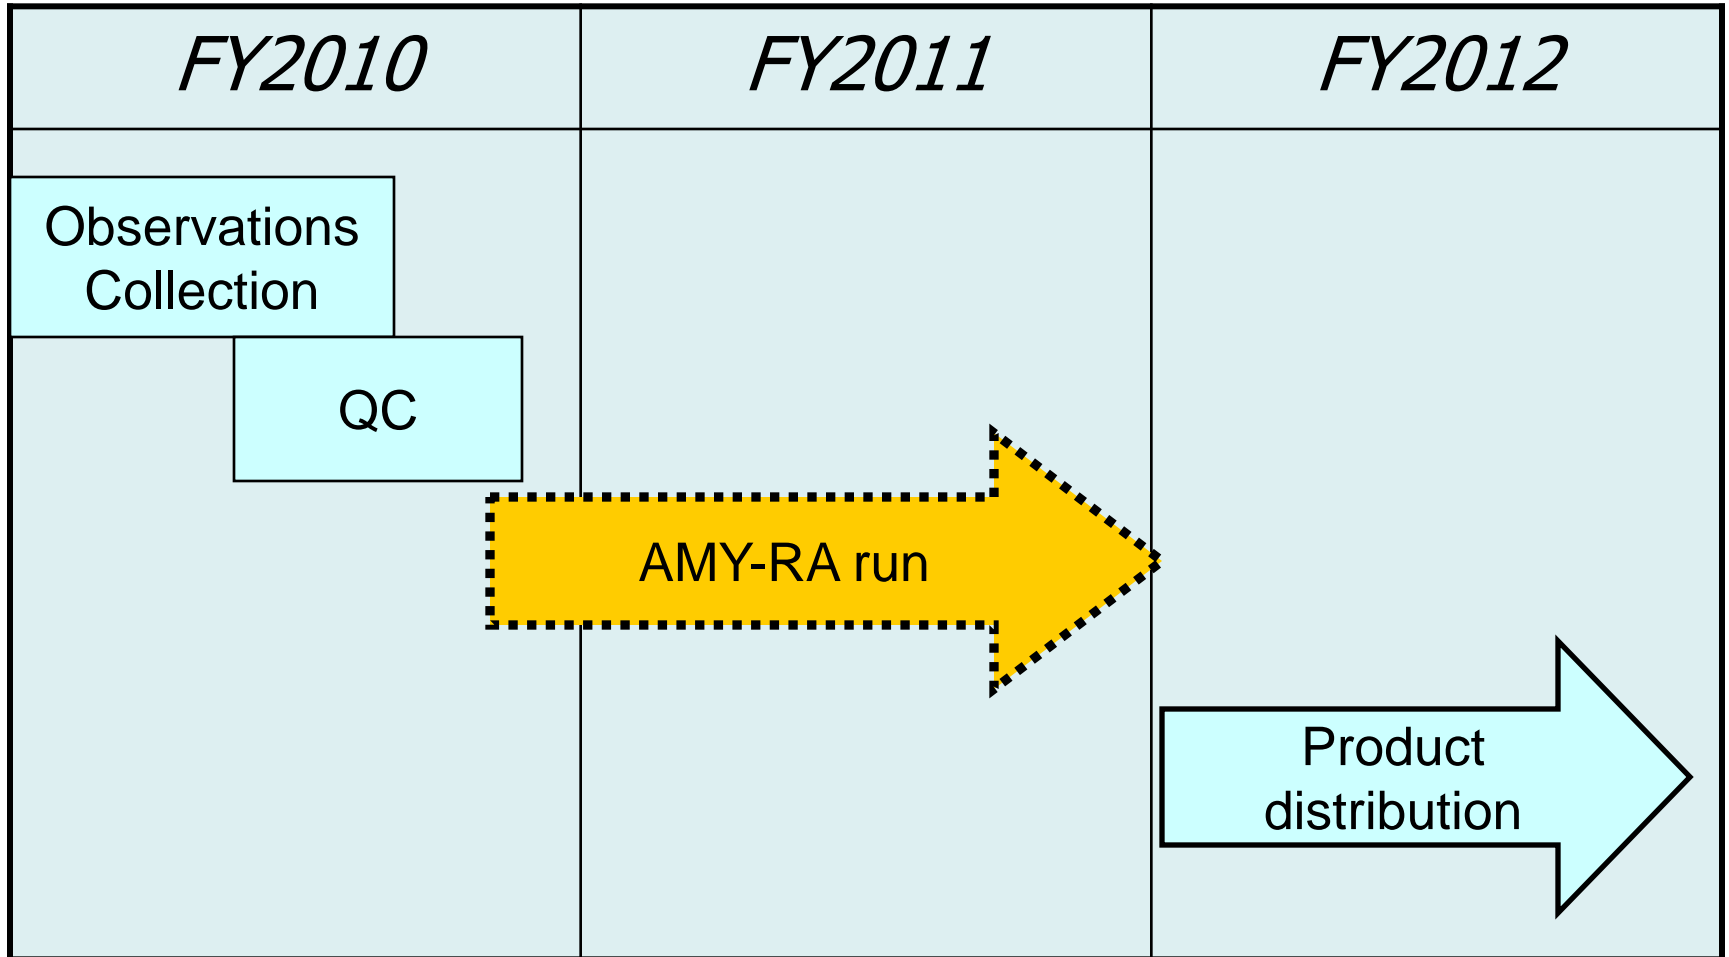 FY2010
FY2011
FY2012
Observations
Collection
QC
AMY-RA run
Product
distribution